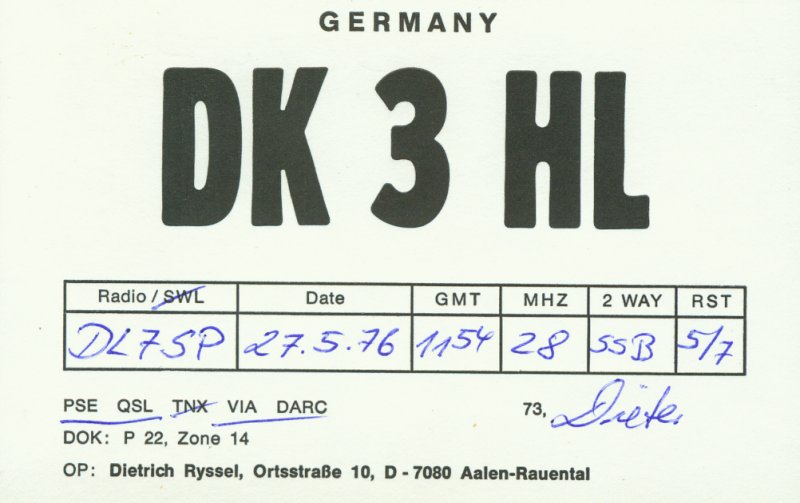 GERMANY
DK 3 HL
Radio / SWL Date GMT MHZ 2 WAY RST
DL7SP 27.5.76 1154 28 SSB 5/7
PSE QSL TNX VIA DARC 73, Dieter
DOK: P 22, Zone 14
OP: Dietrich Ryssel, Ortsstraße 10, D - 7080 Aalen-Rauental